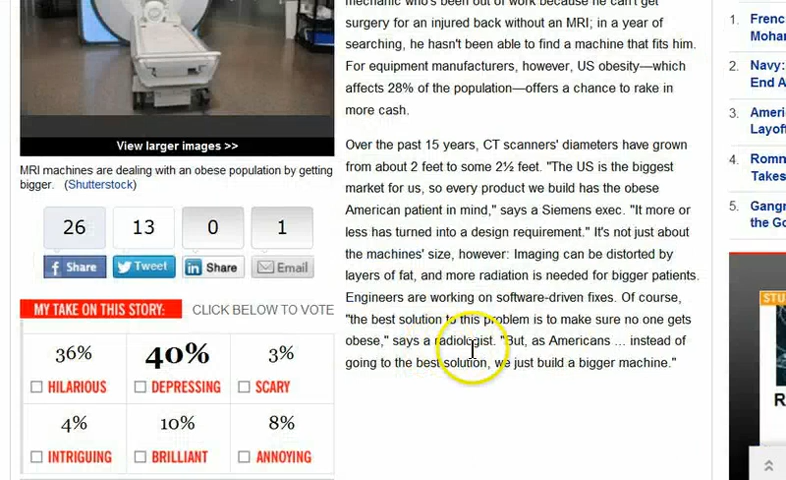 mechanic who's been out of work because he can't get
surgery for an injured back without an MRI; in a year of
searching, he hasn't been able to find a machine that fits him.
For equipment manufacturers, however, US obesity—which
affects 28% of the population—offers a chance to rake in
more cash.
Over the past 15 years, CT scanners' diameters have grown
from about 2 feet to some 2½ feet. "The US is the biggest
market for us, so every product we build has the obese
American patient in mind," says a Siemens exec. "It more or
less has turned into a design requirement." It's not just about
the machines' size, however: Imaging can be distorted by
layers of fat, and more radiation is needed for bigger patients.
Engineers are working on software-driven fixes. Of course,
"the best solution to this problem is to make sure no one gets
obese," says a radiologist. "But, as Americans ... instead of
going to the best solution, we just build a bigger machine."
View larger images >>
MRI machines are dealing with an obese population by getting
bigger. (Shutterstock)
26 13 0 1
f Share Tweet in Share Email
MY TAKE ON THIS STORY: CLICK BELOW TO VOTE
36% 40% 3%
HILARIOUS DEPRESSING SCARY
4% 10% 8%
INTRIGUING BRILLIANT ANNOYING
1. Frenc
Mohar
2. Navy:
End A
3. Ameri
Layoff
4. Romn
Takes
5. Gangr
the Go
STU
R